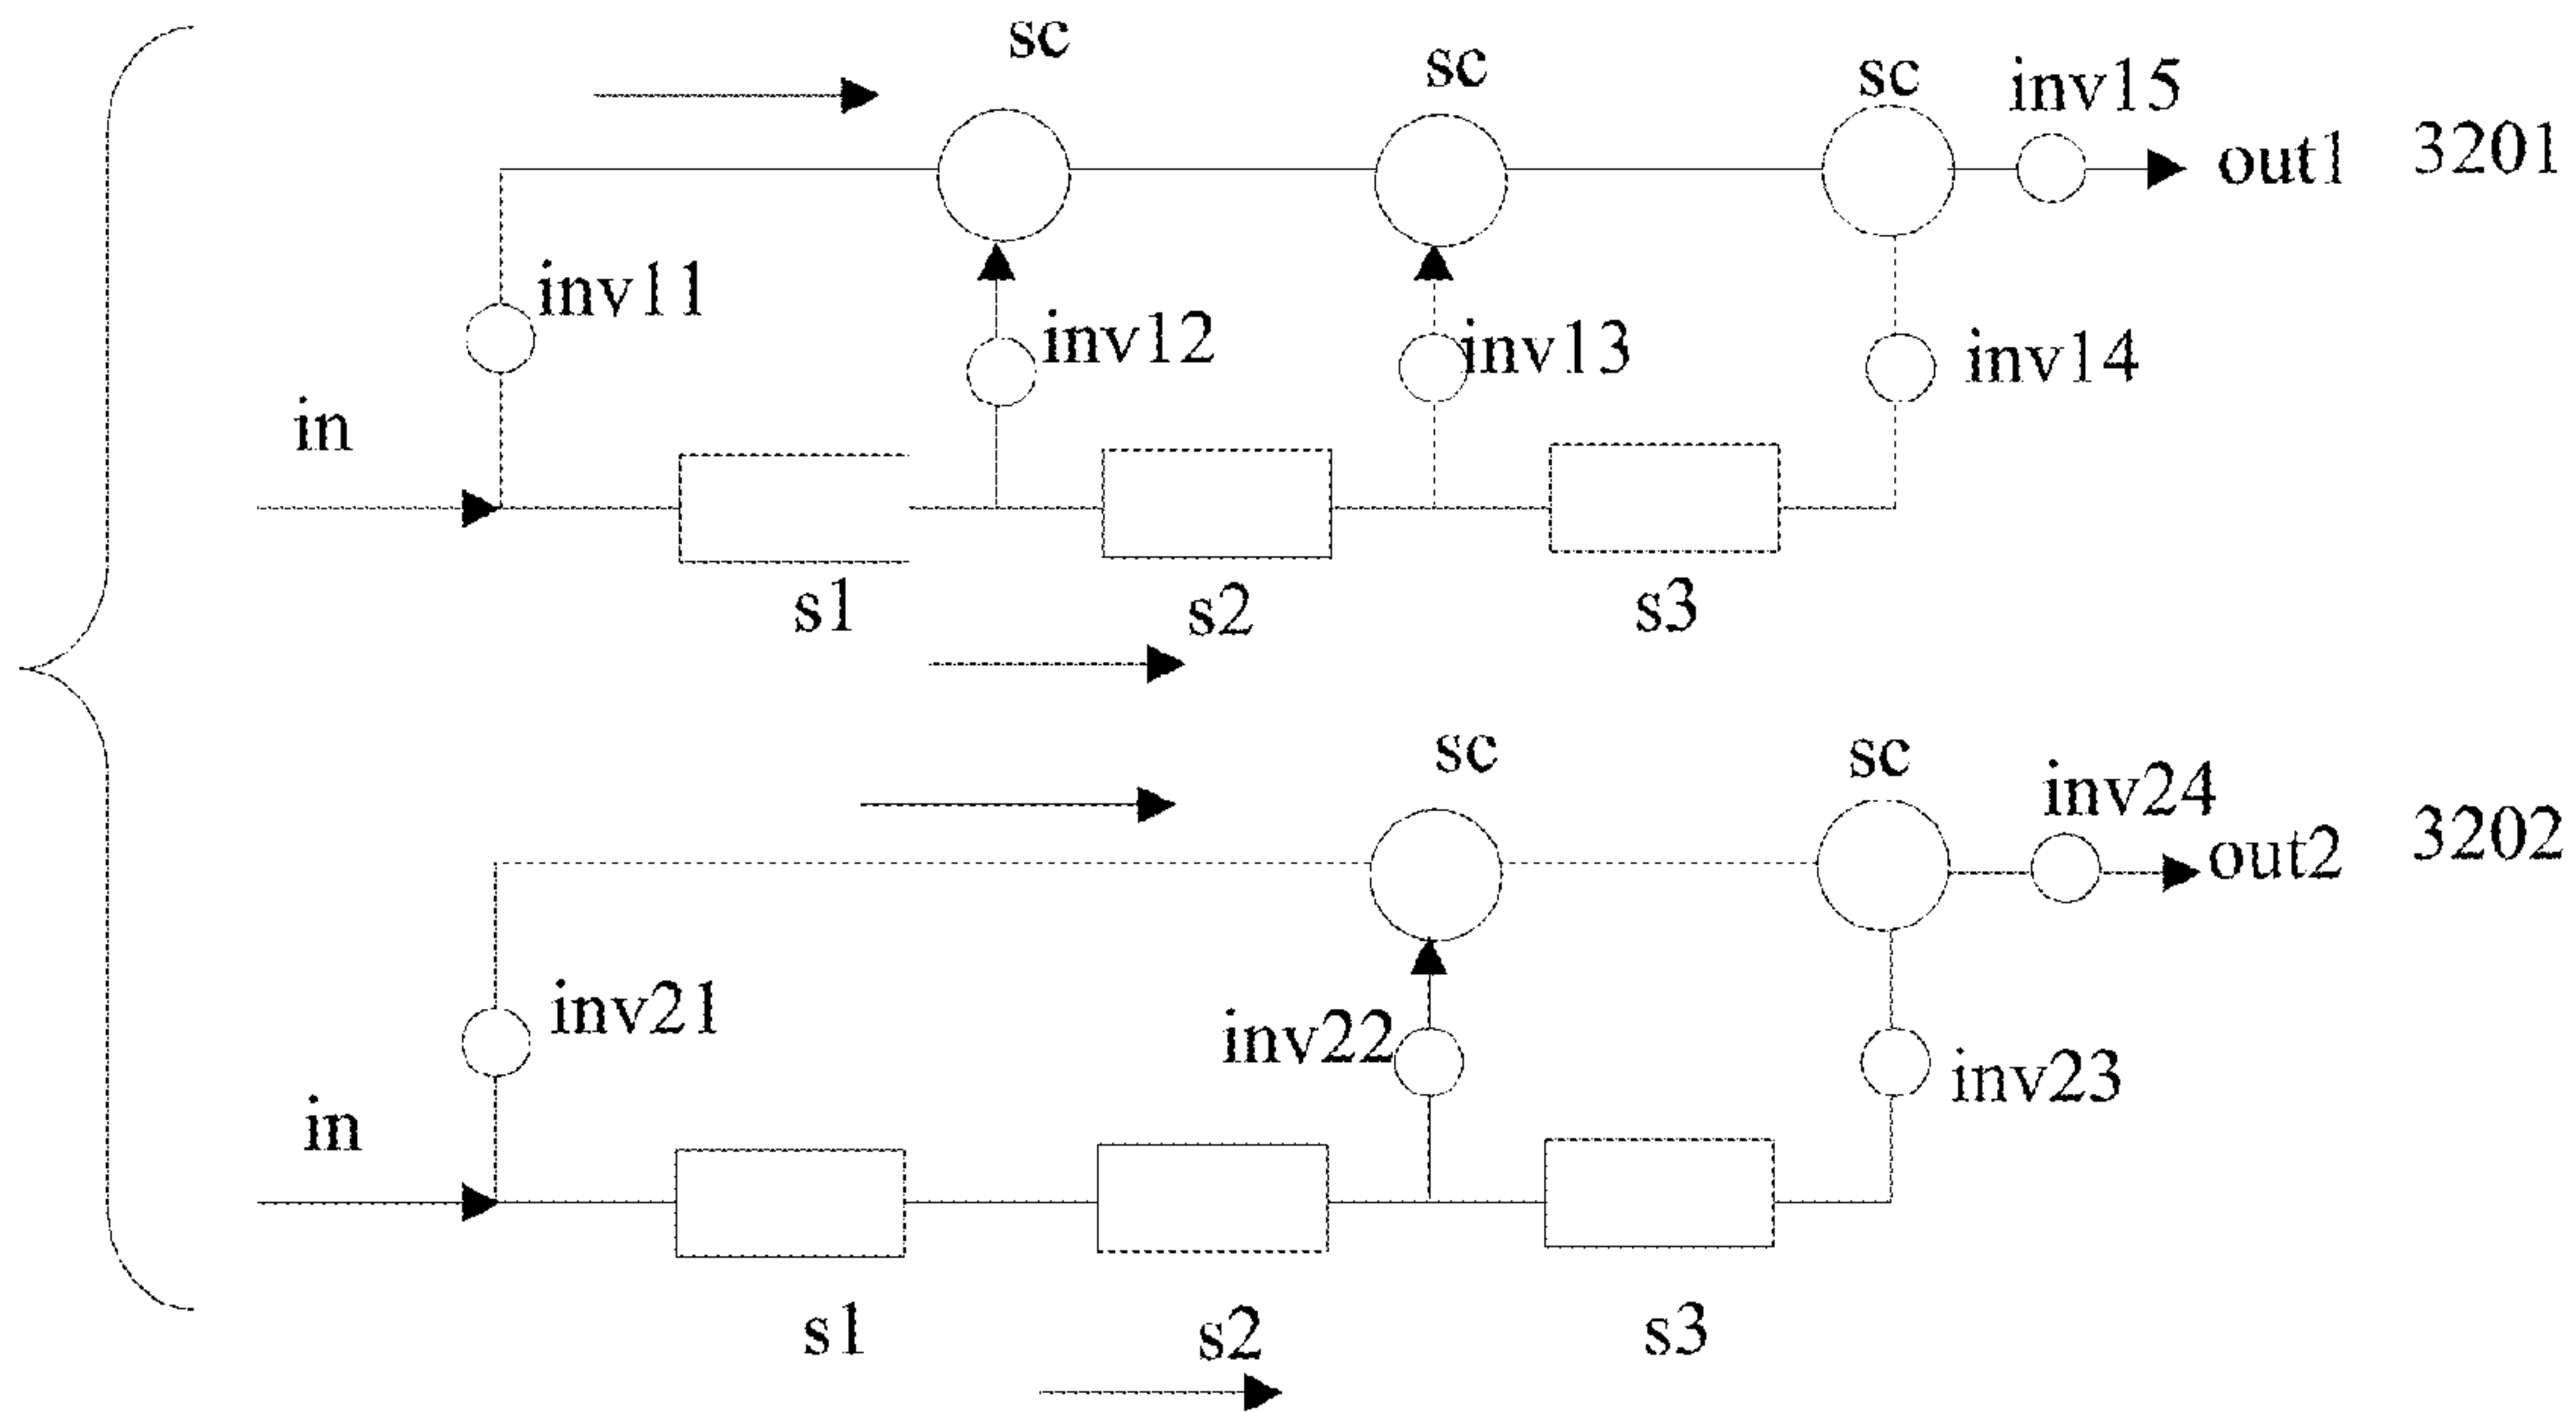 sc
sc
sc
inv15
out1
3201
inv11
inv12
inv13
inv14
in
s1
s2
s3
sc
sc
inv24
out2
3202
inv21
inv22
inv23
in
s1
s2
s3